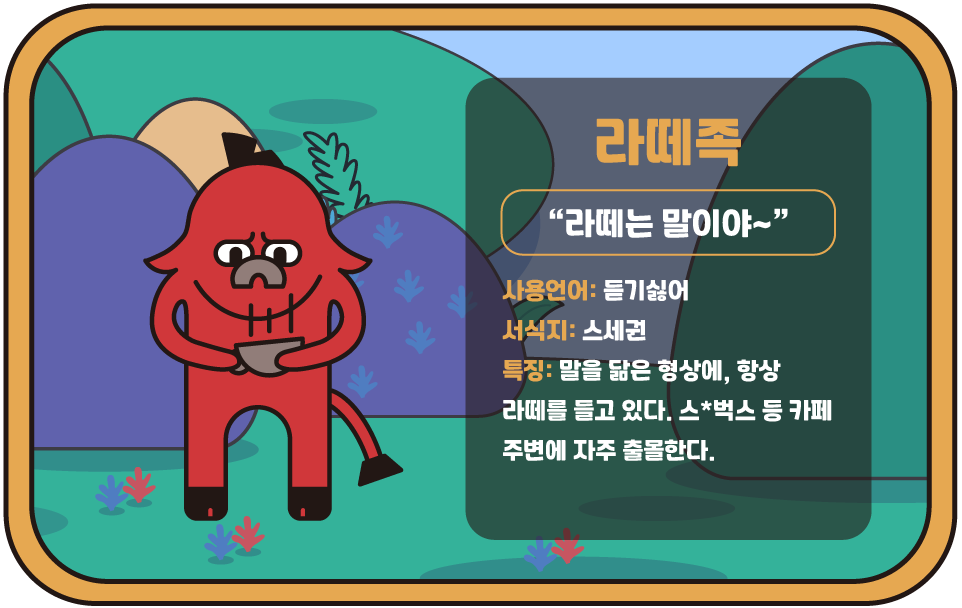 라떼족
“라떼는 말이야~”
사용언어: 듣기싫어
서식지: 스세권
특징: 말을 닮은 형상에, 항상
라떼를 들고 있다. 스*벅스 등 카페
주변에 자주 출몰한다.